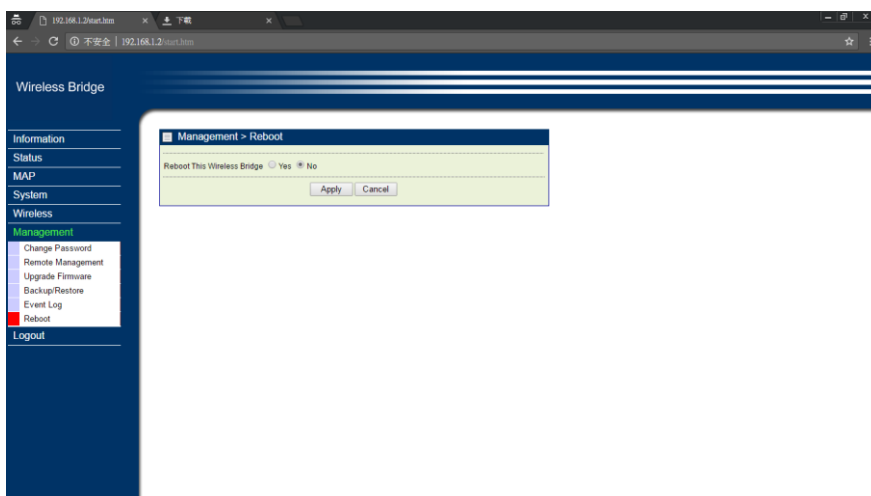 192.168.1.2/start.htm
下載
不安全 | 192.168.1.2/start.htm
Wireless Bridge
Information
Status
MAP
System
Wireless
Management
Change Password
Remote Management
Upgrade Firmware
Backup/Restore
Event Log
Reboot
Logout
Management > Reboot
Reboot This Wireless Bridge Yes No
Apply Cancel